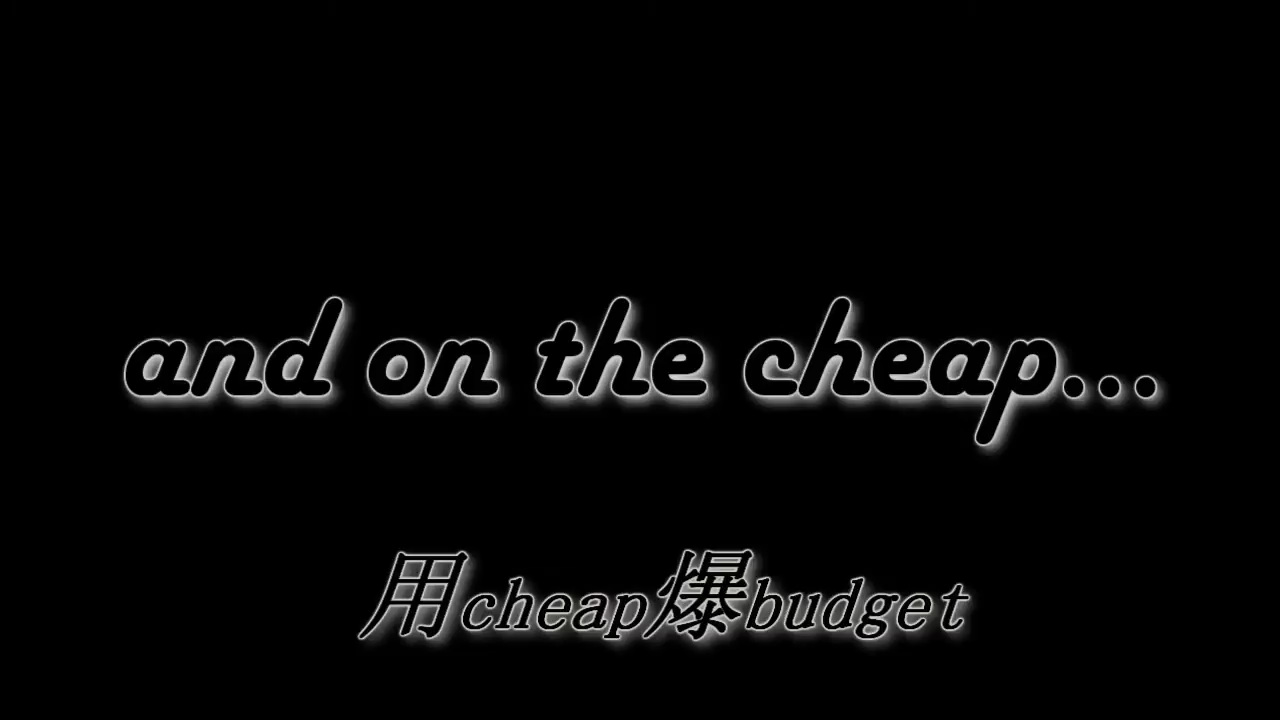 and on the cheap...
用cheap爆budget